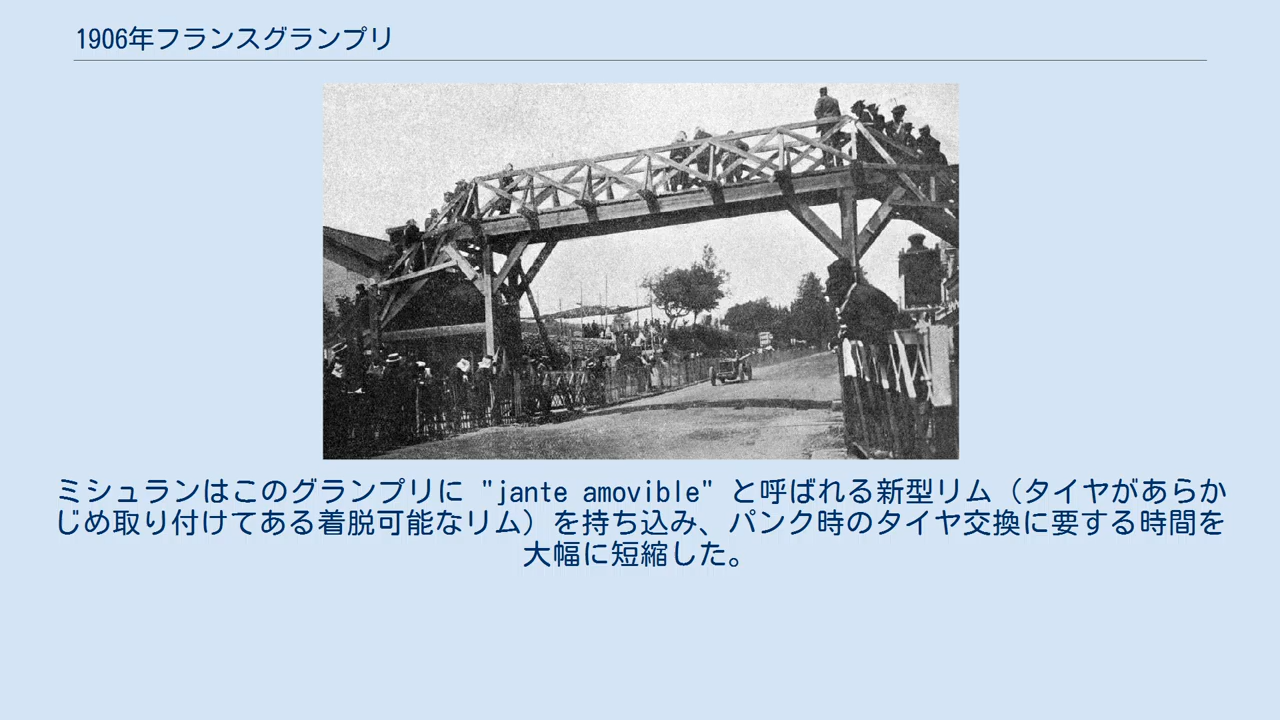 1906年フランスグランプリ
ミシュランはこのグランプリに "jante amovible" と呼ばれる新型リム（タイヤがあらか
じめ取り付けてある着脱可能なリム）を持ち込み、パンク時のタイヤ交換に要する時間を
大幅に短縮した。